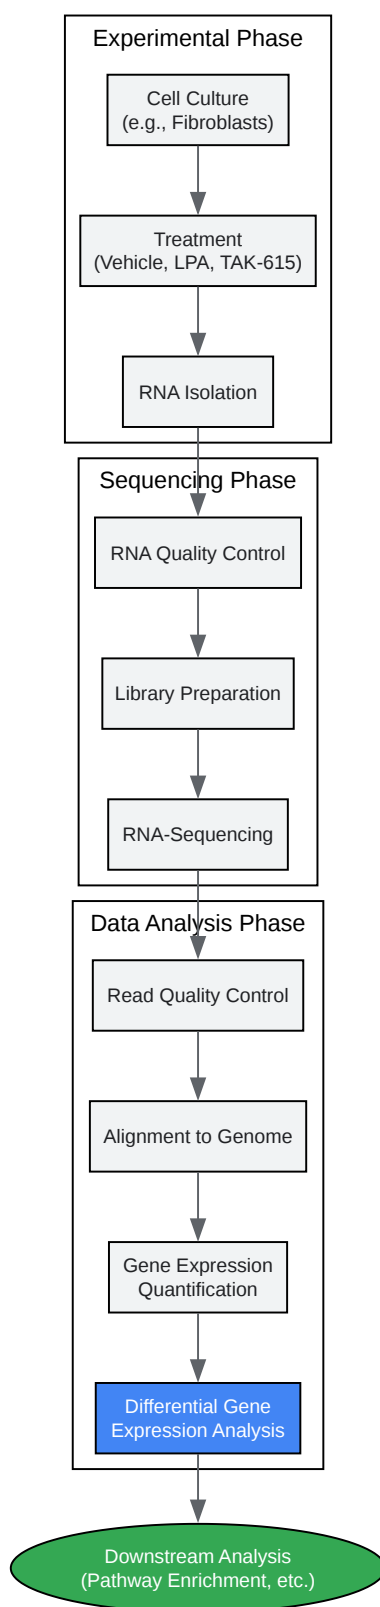 Experimental Phase
Cell Culture
(e.g., Fibroblasts)
Treatment
(Vehicle, LPA, TAK-615)
RNA Isolation
Sequencing Phase
RNA Quality Control
Library Preparation
RNA-Sequencing
Data Analysis Phase
Read Quality Control
Alignment to Genome
Gene Expression
Quantification
Differential Gene
Expression Analysis
Downstream Analysis
(Pathway Enrichment, etc.)